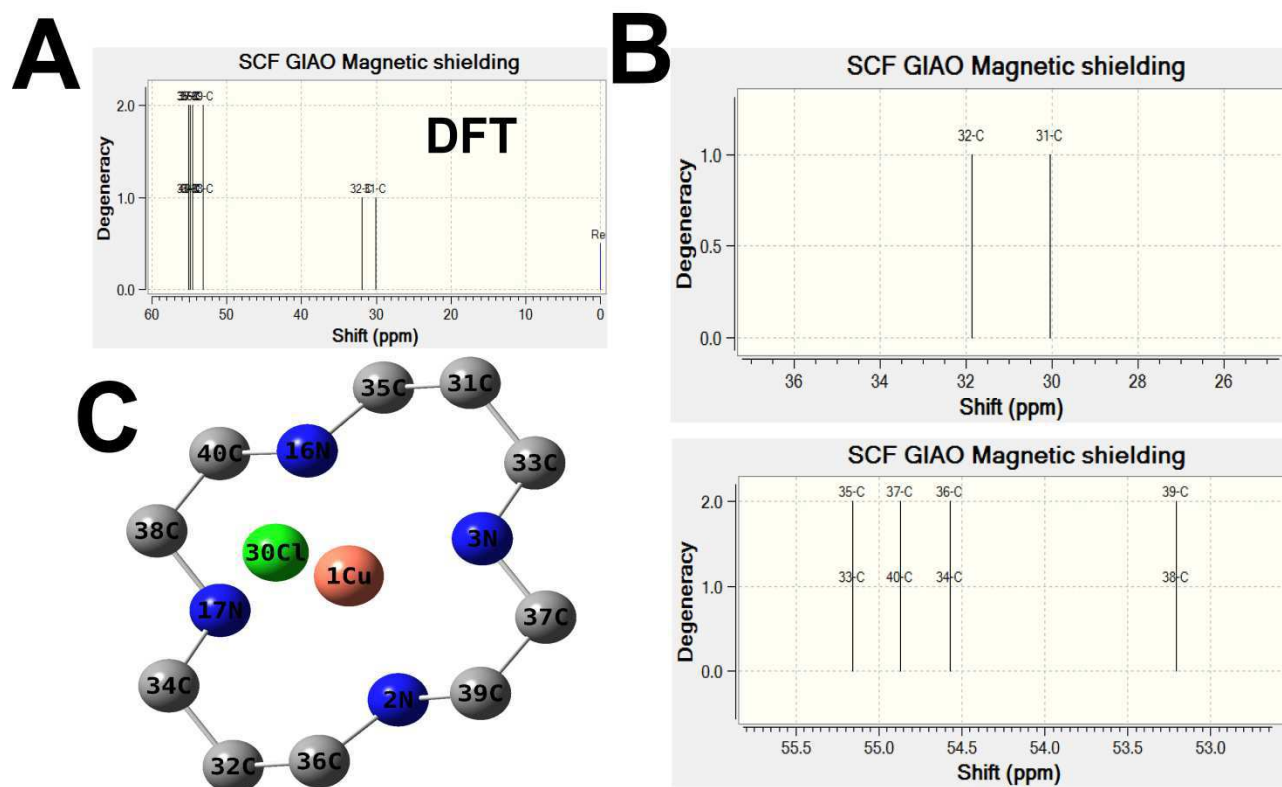 A
SCF GIAO Magnetic shielding
Degeneracy
2.0
1.0
0.0
DFT
32-C
31-C
Re
60 50 40 30 20 10 0
Shift (ppm)
B
SCF GIAO Magnetic shielding
Degeneracy
1.0
0.5
0.0
32-C 31-C
36 34 32 30 28 26
Shift (ppm)
SCF GIAO Magnetic shielding
Degeneracy
2.0
1.0
0.0
35-C 37-C 36-C 39-C
33-C 40-C 34-C 38-C
55.5 55.0 54.5 54.0 53.5 53.0
Shift (ppm)
C
35C 31C
40C 16N 33C
38C 30Cl 1Cu 3N
17N 37C
34C 2N 39C
32C 36C